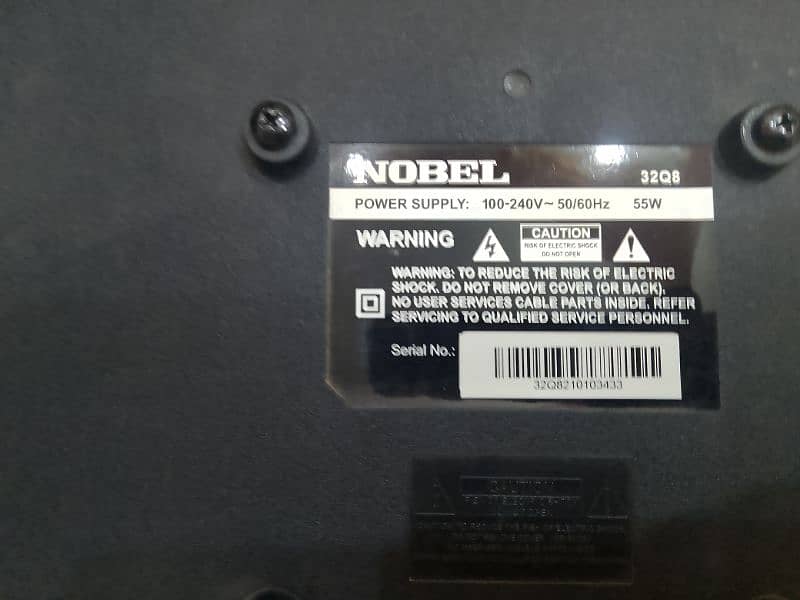 NOBEL 32Q8
POWER SUPPLY: 100-240V~ 50/60Hz 55W
WARNING
CAUTION
RISK OF ELECTRIC SHOCK
DO NOT OPEN
WARNING: TO REDUCE THE RISK OF ELECTRIC
SHOCK. DO NOT REMOVE COVER (OR BACK).
NO USER SERVICES CABLE PARTS INSIDE. REFER
SERVICING TO QUALIFIED SERVICE PERSONNEL.
Serial No.:
32Q8210103433
CAUTION